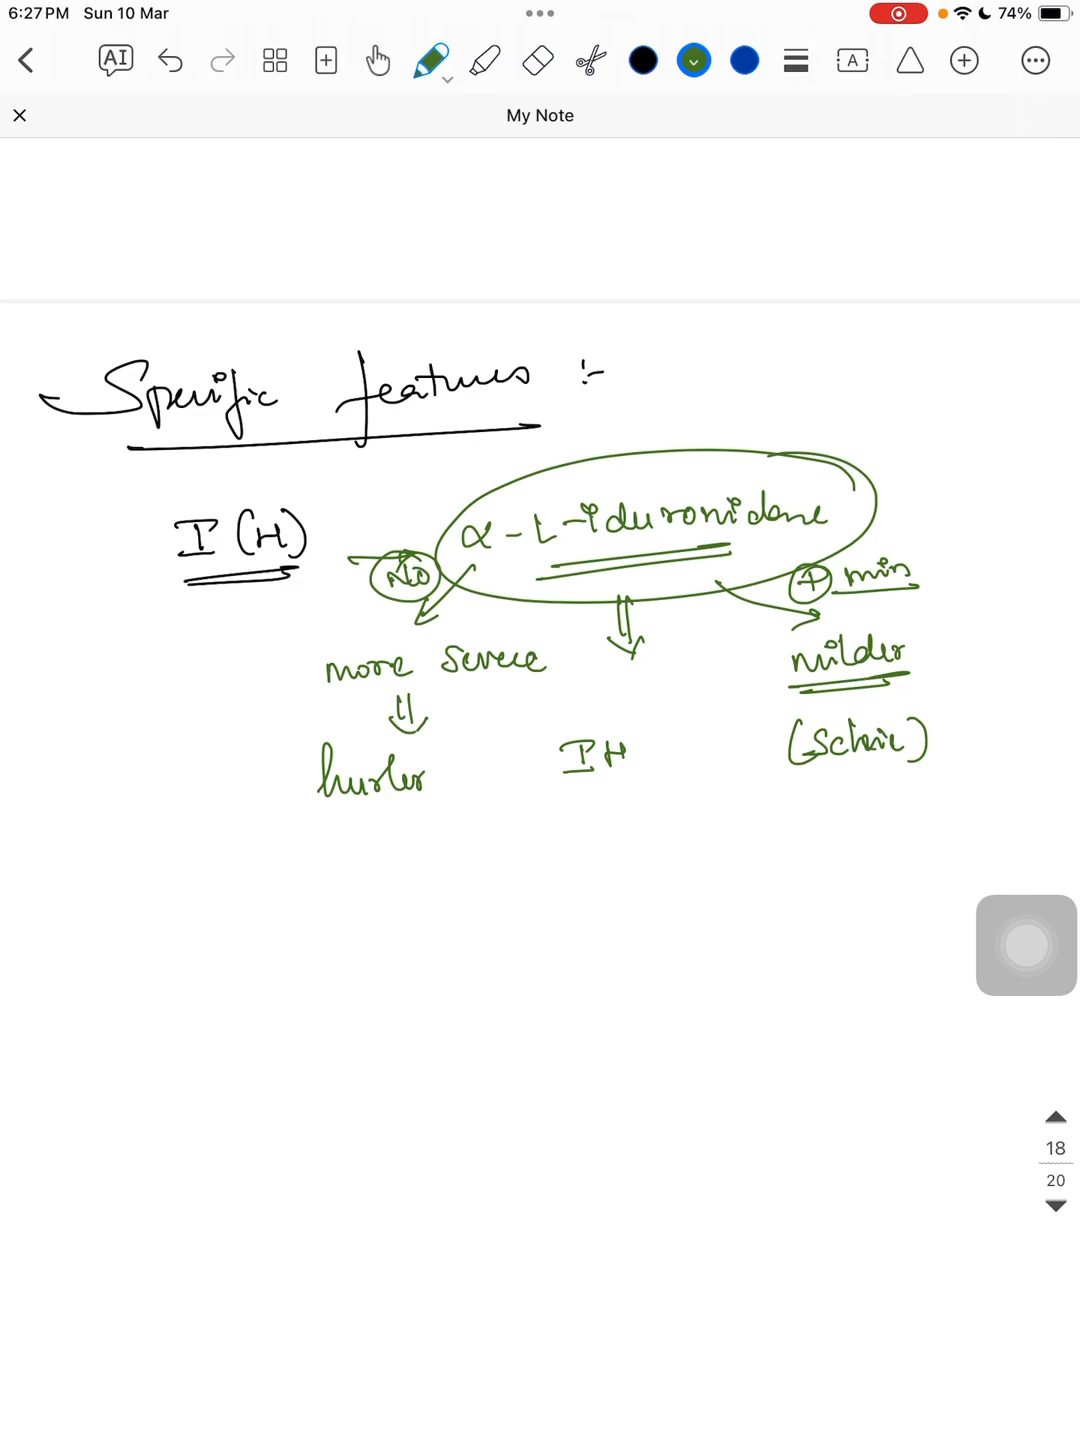 6:27 PM Sun 10 Mar 74%
AI A
My Note
Specific features :-
I (H)
α-L-iduronidase
No
+ min
more severe
milder
hurler
IH
(Scheie)
18
20